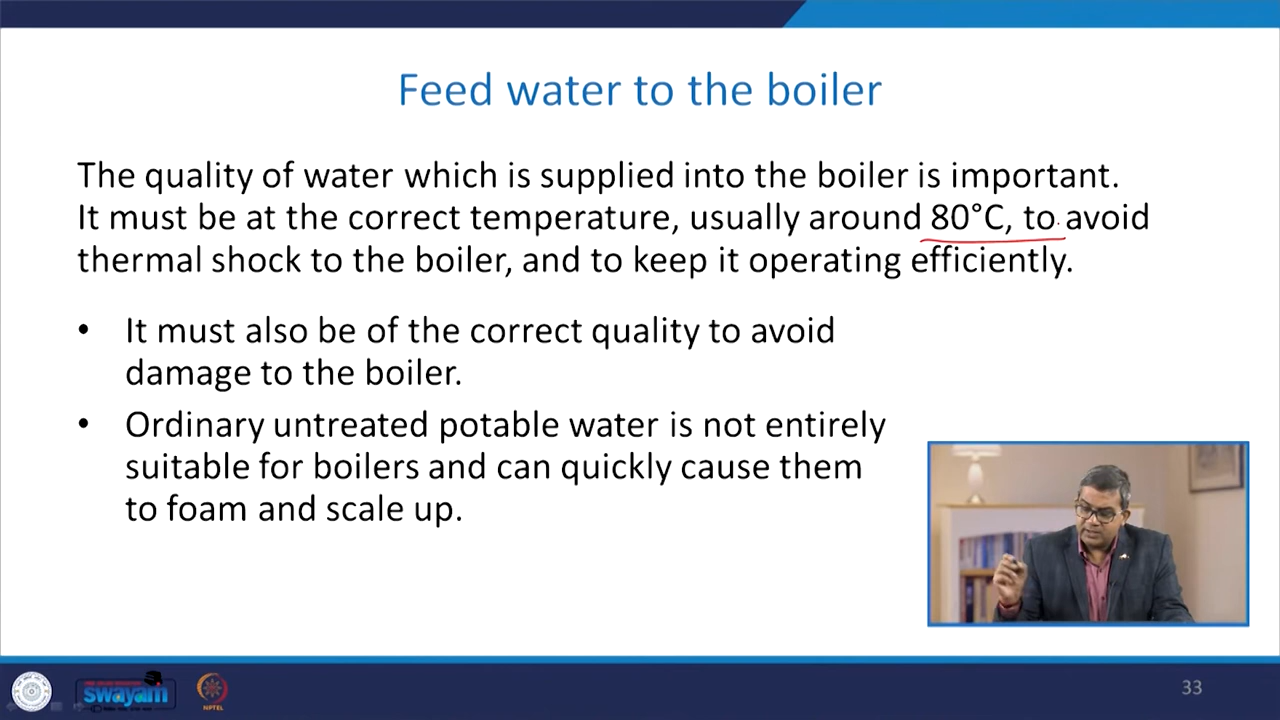 Feed water to the boiler
The quality of water which is supplied into the boiler is important.
It must be at the correct temperature, usually around 80°C, to avoid
thermal shock to the boiler, and to keep it operating efficiently.
• It must also be of the correct quality to avoid
damage to the boiler.
• Ordinary untreated potable water is not entirely
suitable for boilers and can quickly cause them
to foam and scale up.
swayam
NPTEL
33